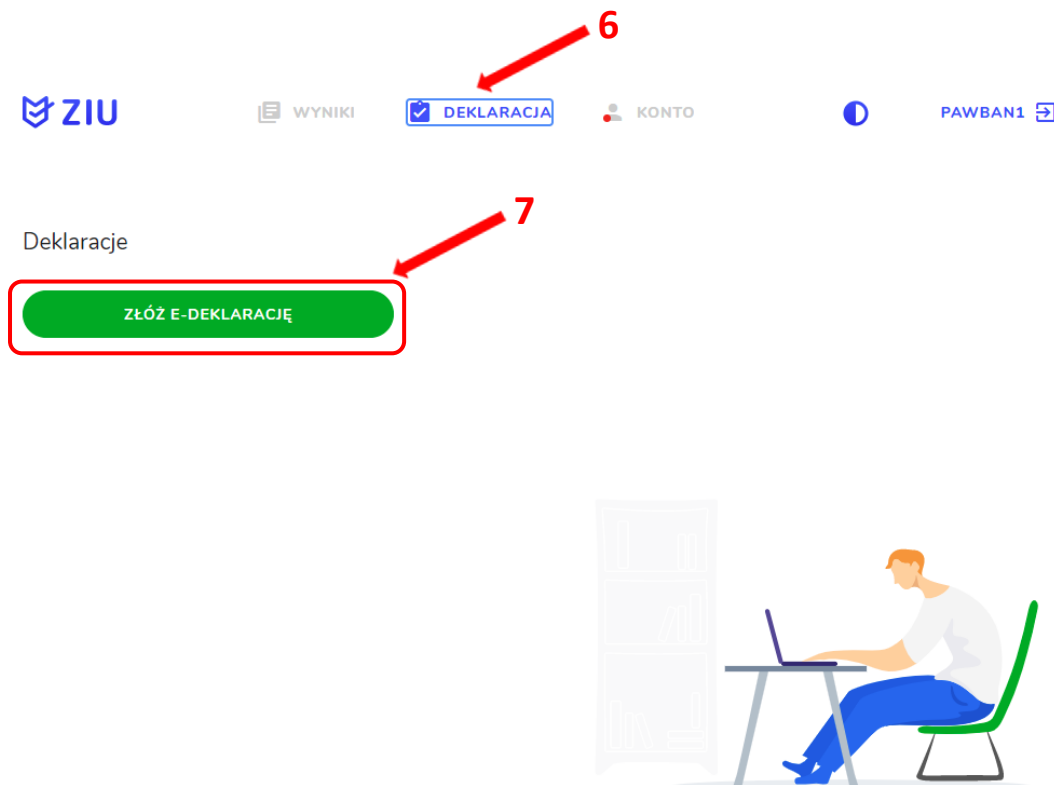 6
ZIU WYNIKI DEKLARACJA KONTO PAWBAN1
7
Deklaracje
ZŁÓŻ E-DEKLARACJĘ